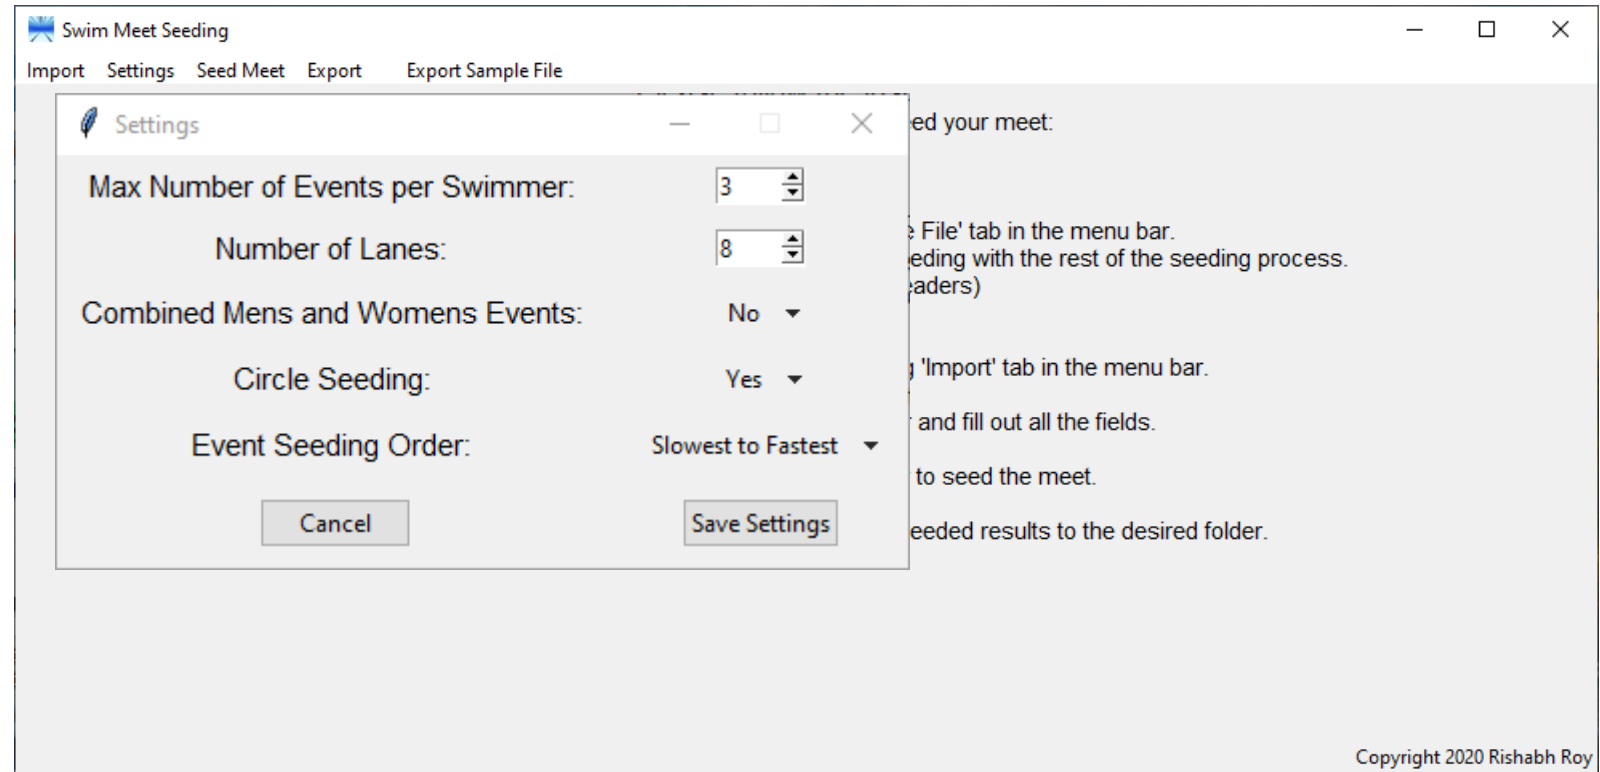 Swim Meet Seeding
Import Settings Seed Meet Export Export Sample File
Settings
ed your meet:
Max Number of Events per Swimmer: 3
File' tab in the menu bar.
Number of Lanes: 8
eding with the rest of the seeding process.
aders)
Combined Mens and Womens Events: No
'Import' tab in the menu bar.
Circle Seeding: Yes
and fill out all the fields.
Event Seeding Order: Slowest to Fastest
to seed the meet.
Cancel Save Settings
eeded results to the desired folder.
Copyright 2020 Rishabh Roy